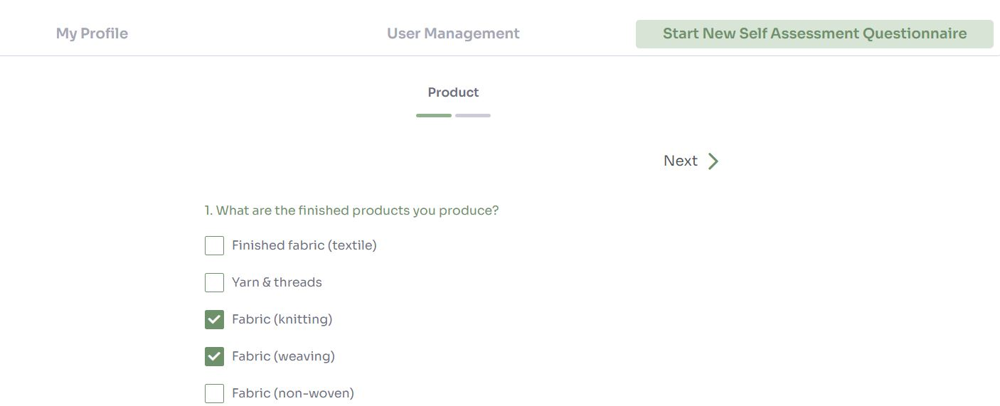 My Profile
User Management
Start New Self Assessment Questionnaire
Product
Next
1. What are the finished products you produce?
Finished fabric (textile)
Yarn & threads
Fabric (knitting)
Fabric (weaving)
Fabric (non-woven)